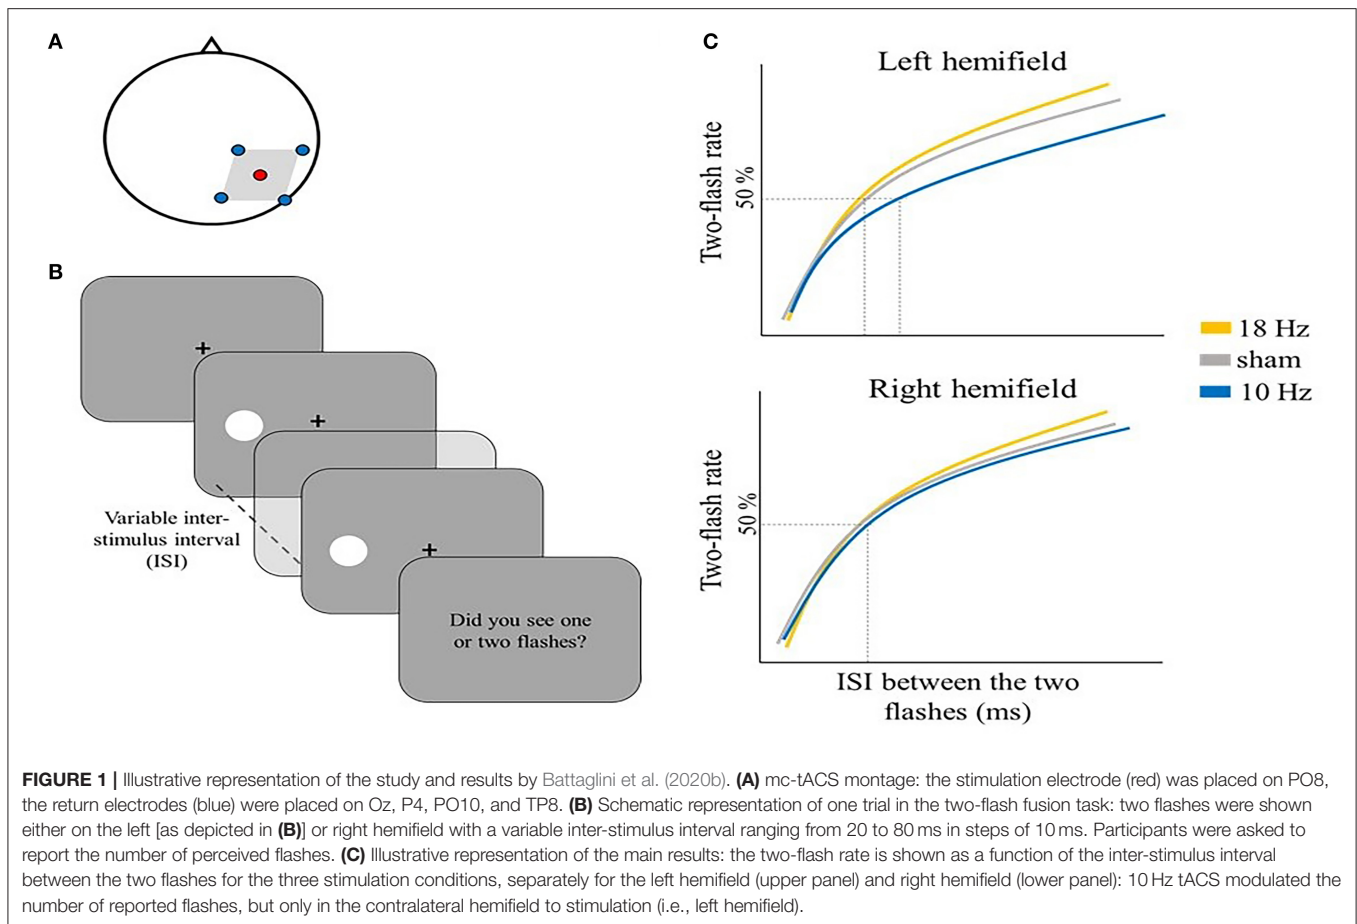 A
B
+
+
+
Variable inter-
stimulus interval
(ISI)
Did you see one
or two flashes?
C
Left hemifield
Two-flash rate
50 %
18 Hz
sham
10 Hz
Right hemifield
Two-flash rate
50 %
ISI between the two
flashes (ms)
FIGURE 1 | Illustrative representation of the study and results by Battaglini et al. (2020b). (A) mc-tACS montage: the stimulation electrode (red) was placed on PO8,
the return electrodes (blue) were placed on Oz, P4, PO10, and TP8. (B) Schematic representation of one trial in the two-flash fusion task: two flashes were shown
either on the left [as depicted in (B)] or right hemifield with a variable inter-stimulus interval ranging from 20 to 80 ms in steps of 10 ms. Participants were asked to
report the number of perceived flashes. (C) Illustrative representation of the main results: the two-flash rate is shown as a function of the inter-stimulus interval
between the two flashes for the three stimulation conditions, separately for the left hemifield (upper panel) and right hemifield (lower panel): 10 Hz tACS modulated the
number of reported flashes, but only in the contralateral hemifield to stimulation (i.e., left hemifield).